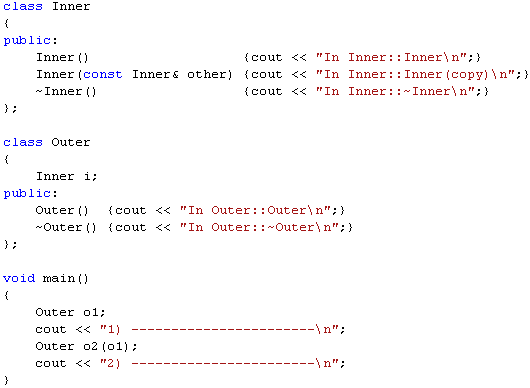 class Inner
{
public:
    Inner()                   {cout << "In Inner::Inner\n";}
    Inner(const Inner& other) {cout << "In Inner::Inner(copy)\n";}
    ~Inner()                  {cout << "In Inner::~Inner\n";}
};

class Outer
{
    Inner i;
public:
    Outer()  {cout << "In Outer::Outer\n";}
    ~Outer() {cout << "In Outer::~Outer\n";}
};

void main()
{
    Outer o1;
    cout << "1) -----------------------\n";
    Outer o2(o1);
    cout << "2) -----------------------\n";
}